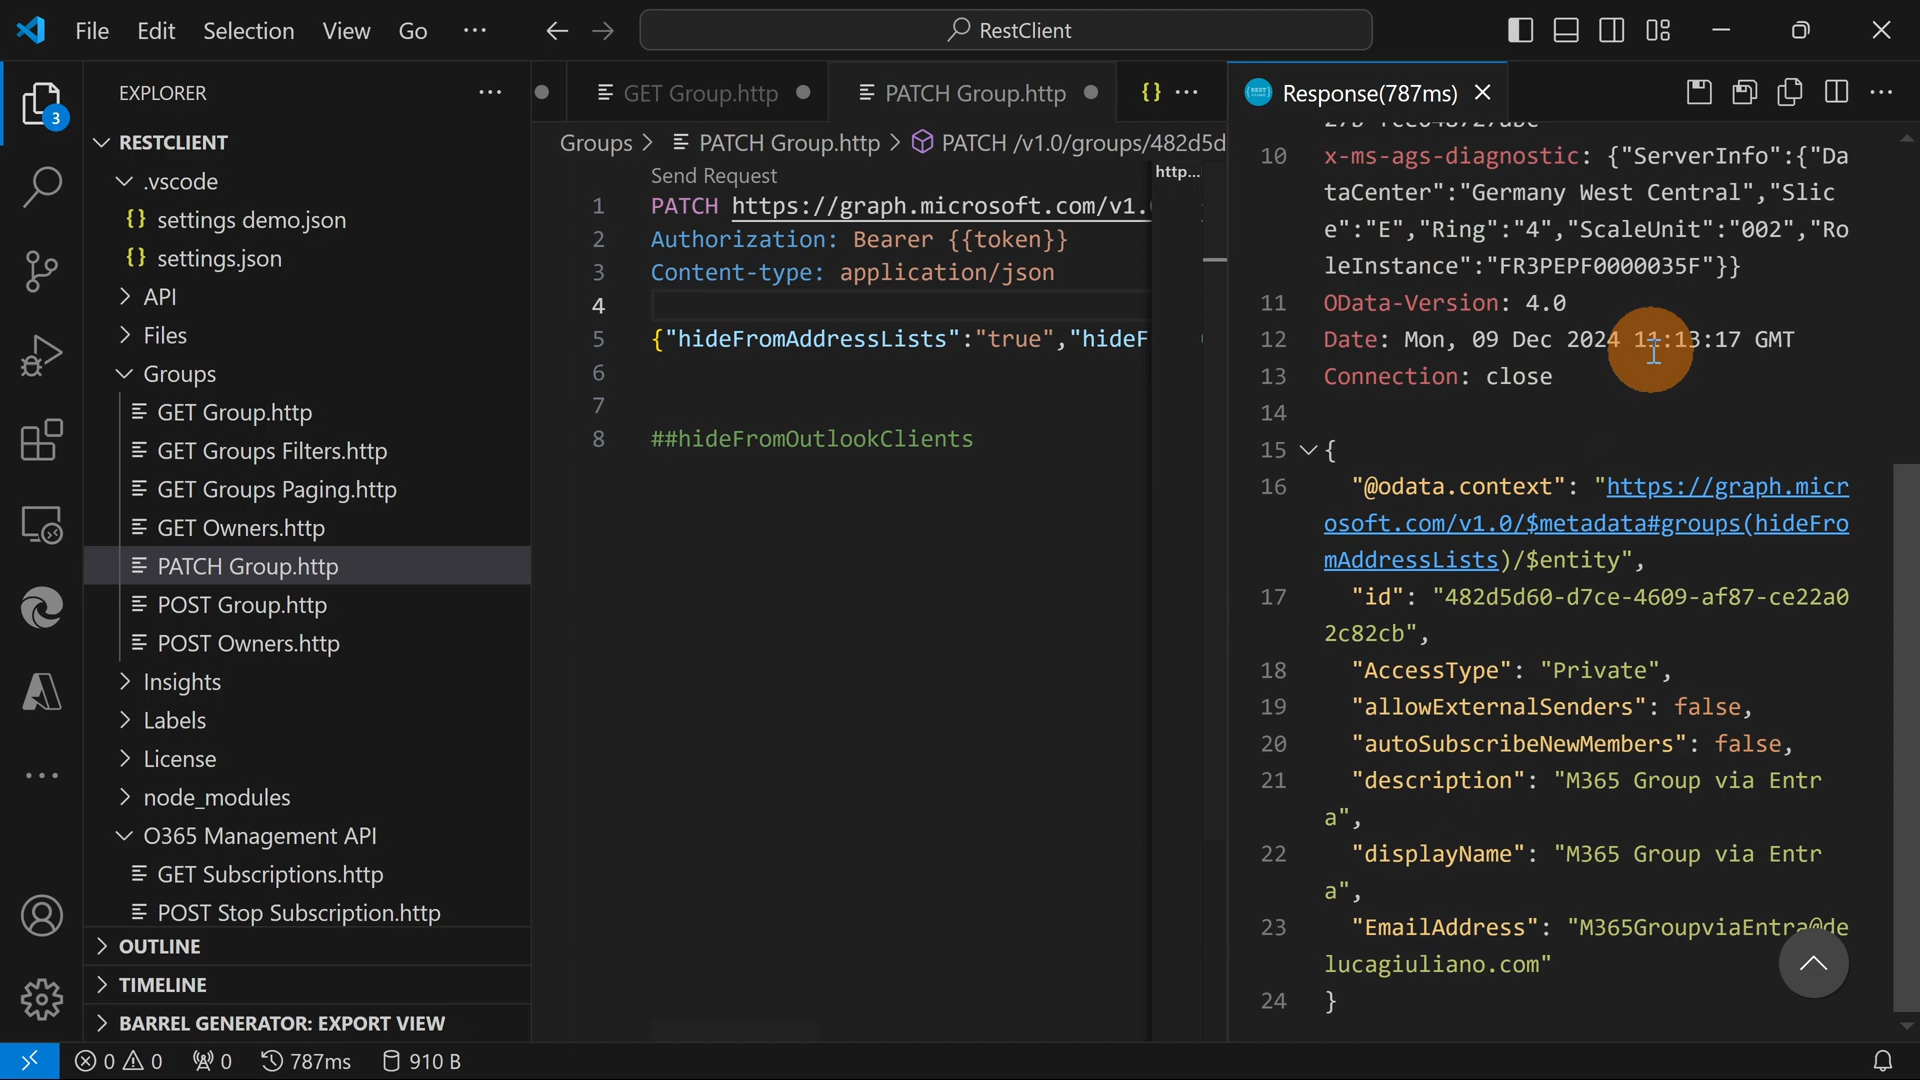 File Edit Selection View Go ··· RestClient
EXPLORER ···
3
RESTCLIENT
.vscode
{} settings demo.json
{} settings.json
API
Files
Groups
GET Group.http
GET Groups Filters.http
GET Groups Paging.http
GET Owners.http
PATCH Group.http
POST Group.http
POST Owners.http
Insights
Labels
License
node_modules
O365 Management API
GET Subscriptions.http
POST Stop Subscription.http
OUTLINE
TIMELINE
BARREL GENERATOR: EXPORT VIEW
GET Group.http PATCH Group.http {} ···
Groups > PATCH Group.http > PATCH /v1.0/groups/482d5d
Send Request
http...
1 PATCH https://graph.microsoft.com/v1.
2 Authorization: Bearer {{token}}
3 Content-type: application/json
4
5 {"hideFromAddressLists":"true","hideF
6
7
8 ##hideFromOutlookClients
Response(787ms) ···
10 x-ms-ags-diagnostic: {"ServerInfo":{"Da
taCenter":"Germany West Central","Slic
e":"E","Ring":"4","ScaleUnit":"002","Ro
leInstance":"FR3PEPF0000035F"}}
11 OData-Version: 4.0
12 Date: Mon, 09 Dec 2024 11:13:17 GMT
13 Connection: close
14
15 {
16 "@odata.context": "https://graph.micr
osoft.com/v1.0/$metadata#groups(hideFro
mAddressLists)/$entity",
17 "id": "482d5d60-d7ce-4609-af87-ce22a0
2c82cb",
18 "AccessType": "Private",
19 "allowExternalSenders": false,
20 "autoSubscribeNewMembers": false,
21 "description": "M365 Group via Entr
a",
22 "displayName": "M365 Group via Entr
a",
23 "EmailAddress": "M365GroupviaEntra@de
lucagiuliano.com"
24 }
0 0 0 787ms 910 B